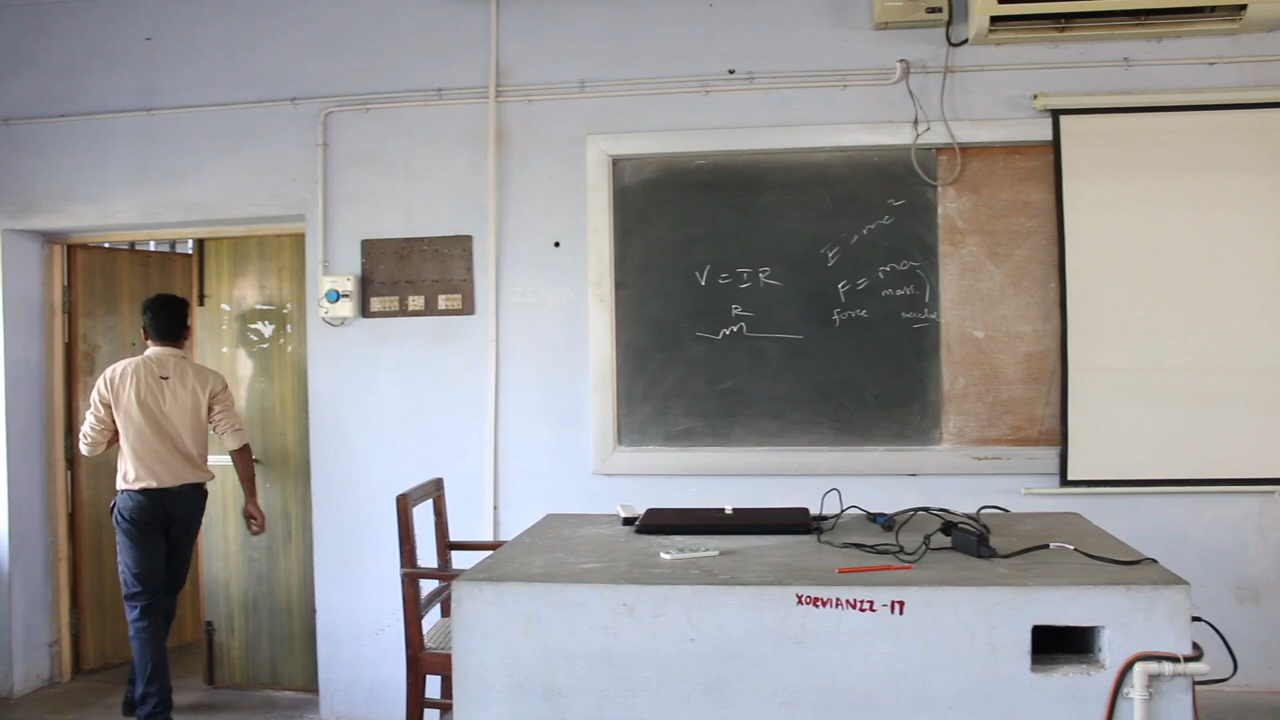 V = IR
R
E = mc²
F = ma
mass.)
force
XORVIANZZ-17